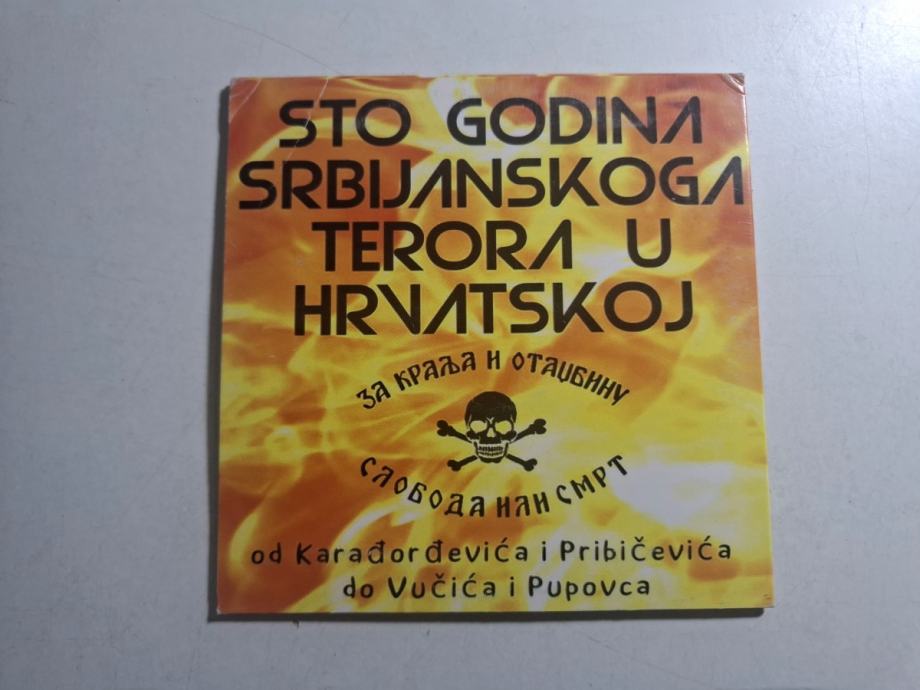 STO GODINA
SRBIJANSKOGA
TERORA U
HRVATSKOJ
ЗА КРАЉА И ОТАЏБИНУ
СЛОБОДА ИЛИ СМРТ
od Karađorđevića i Pribičevića
do Vučića i Pupovca